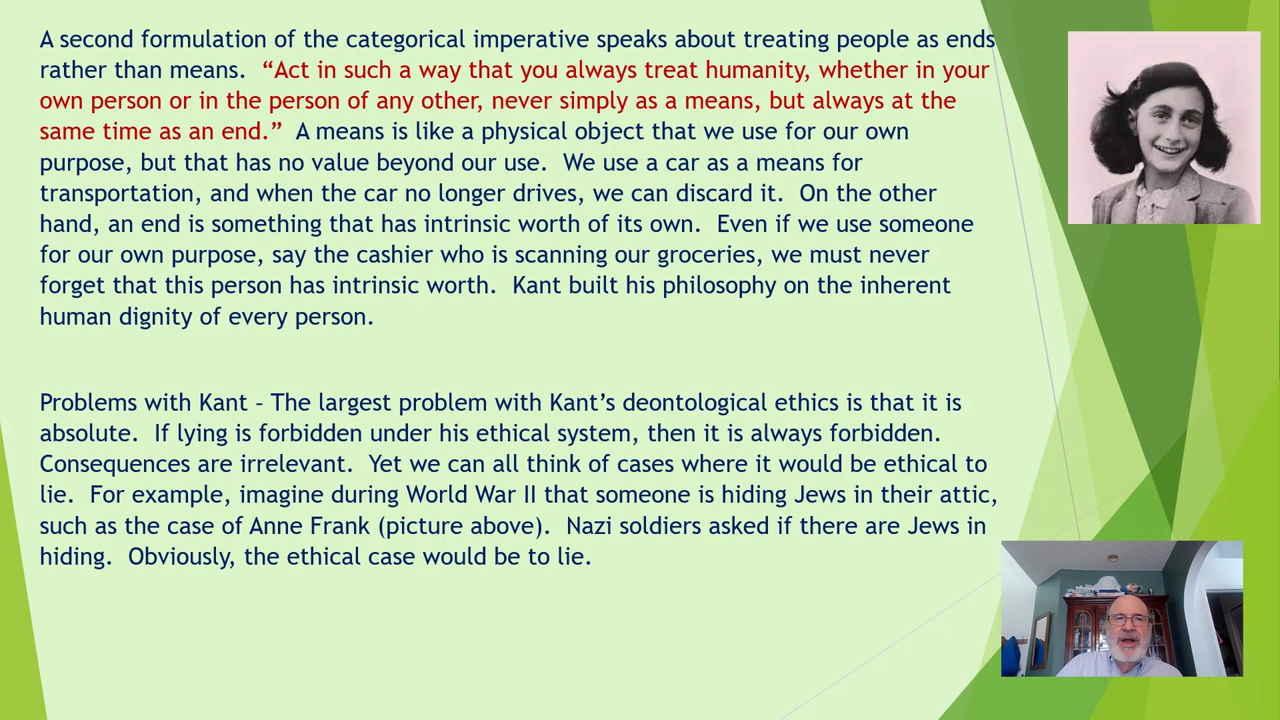 A second formulation of the categorical imperative speaks about treating people as ends
rather than means.  “Act in such a way that you always treat humanity, whether in your
own person or in the person of any other, never simply as a means, but always at the
same time as an end.”  A means is like a physical object that we use for our own
purpose, but that has no value beyond our use.  We use a car as a means for
transportation, and when the car no longer drives, we can discard it.  On the other
hand, an end is something that has intrinsic worth of its own.  Even if we use someone
for our own purpose, say the cashier who is scanning our groceries, we must never
forget that this person has intrinsic worth.  Kant built his philosophy on the inherent
human dignity of every person.
Problems with Kant – The largest problem with Kant’s deontological ethics is that it is
absolute.  If lying is forbidden under his ethical system, then it is always forbidden.
Consequences are irrelevant.  Yet we can all think of cases where it would be ethical to
lie.  For example, imagine during World War II that someone is hiding Jews in their attic,
such as the case of Anne Frank (picture above).  Nazi soldiers asked if there are Jews in
hiding.  Obviously, the ethical case would be to lie.